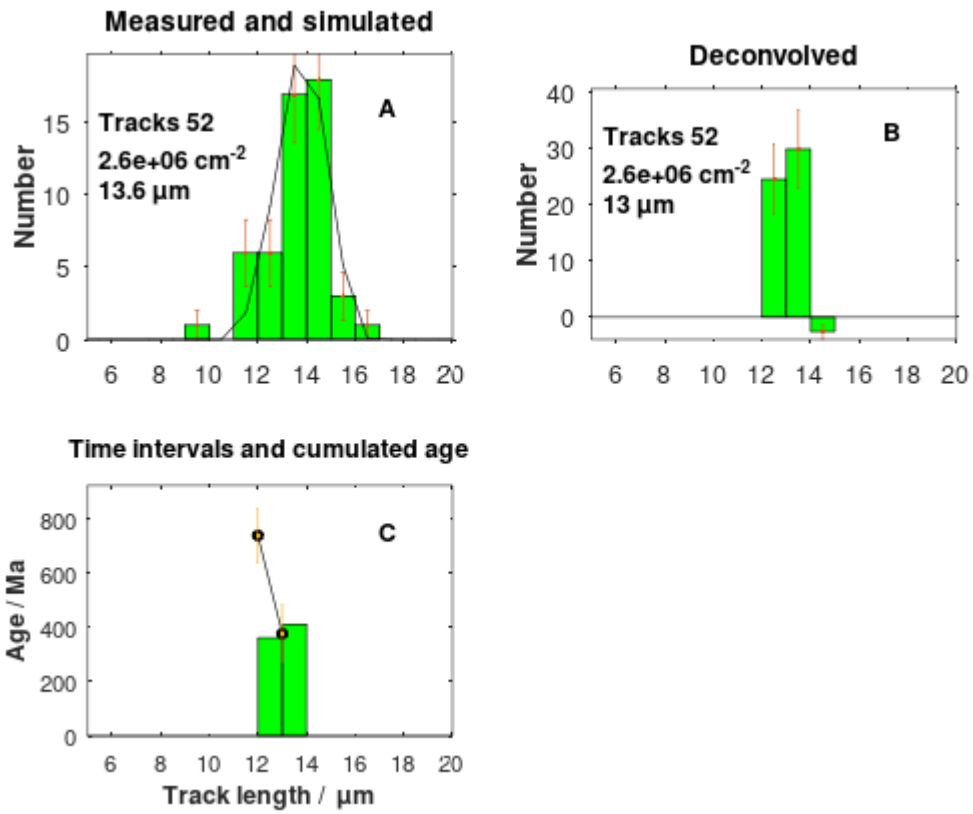 Measured and simulated
A
Tracks 52
2.6e+06 cm-2
13.6 µm
Number
15
10
5
0
6 8 10 12 14 16 18 20
Deconvolved
B
Tracks 52
2.6e+06 cm-2
13 µm
Number
40
30
20
10
0
6 8 10 12 14 16 18 20
Time intervals and cumulated age
C
Age / Ma
800
600
400
200
0
6 8 10 12 14 16 18 20
Track length / µm